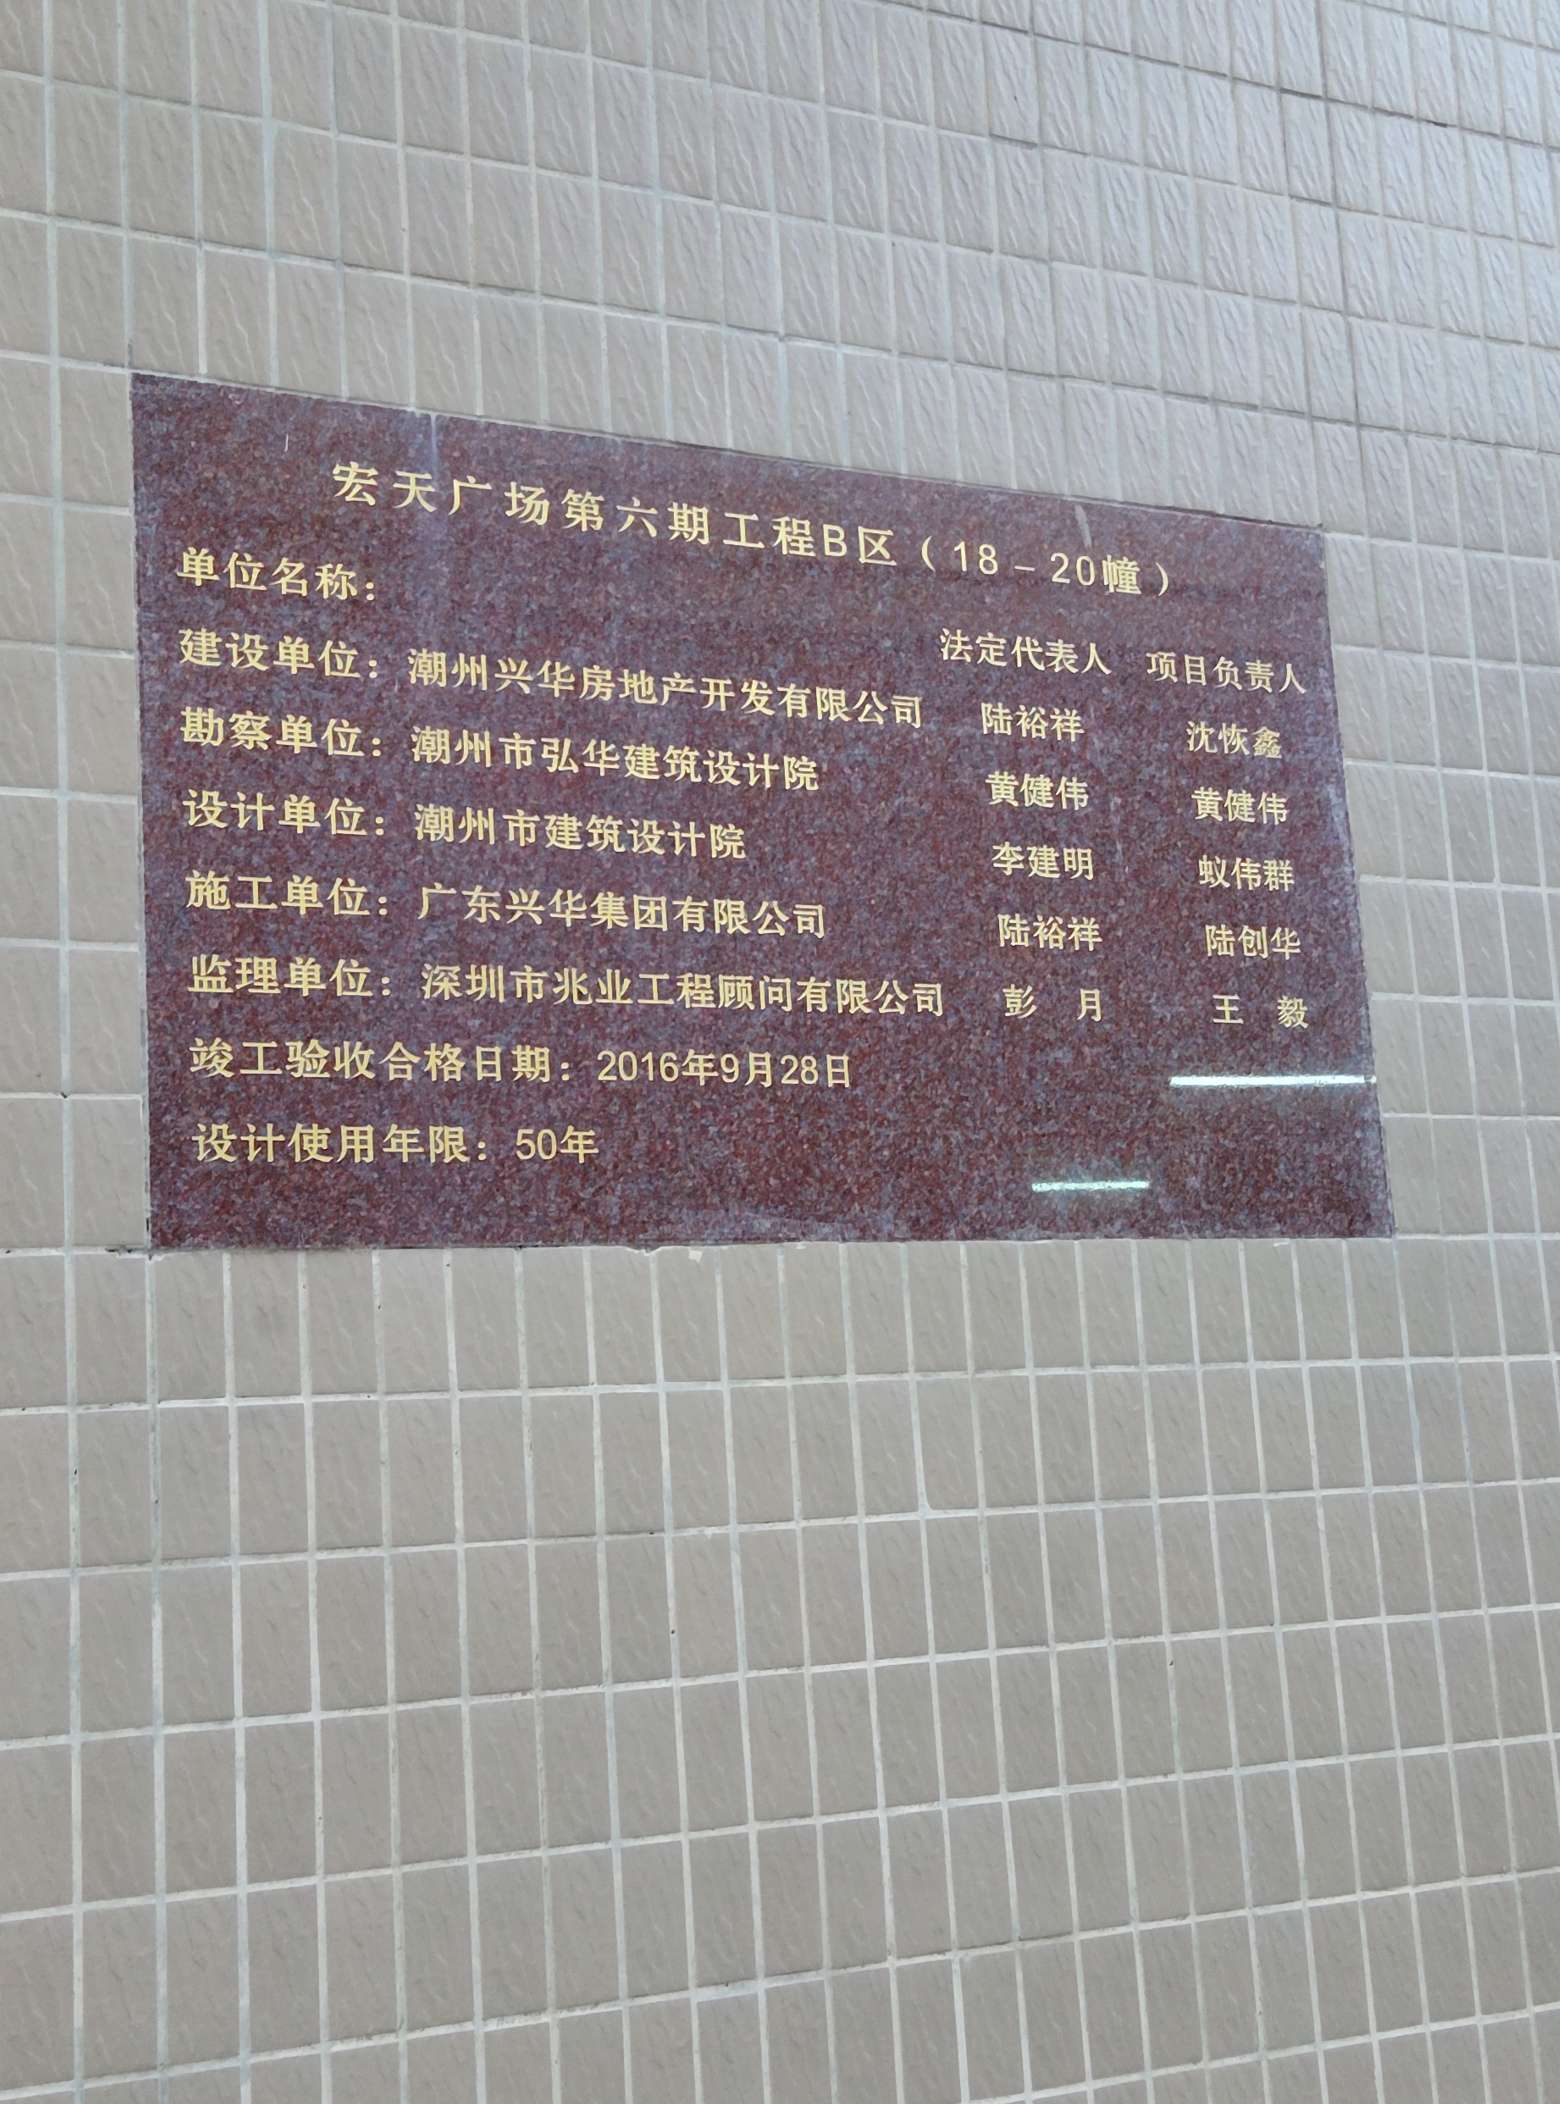 宏天广场第六期工程B区（18－20幢）
单位名称： 法定代表人 项目负责人
建设单位：潮州兴华房地产开发有限公司 陆裕祥 沈恢鑫
勘察单位：潮州市弘华建筑设计院 黄健伟 黄健伟
设计单位：潮州市建筑设计院 李建明 蚁伟群
施工单位：广东兴华集团有限公司 陆裕祥 陆创华
监理单位：深圳市兆业工程顾问有限公司 彭 月 王 毅
竣工验收合格日期：2016年9月28日
设计使用年限：50年